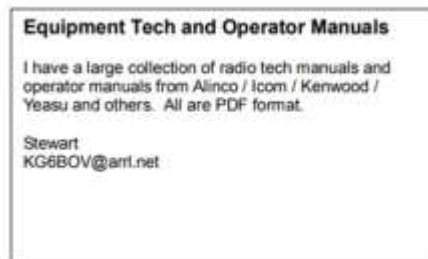 Equipment Tech and Operator Manuals
I have a large collection of radio tech manuals and
operator manuals from Alinco / Icom / Kenwood /
Yeasu and others. All are PDF format.
Stewart
KG6BOV@arrl.net